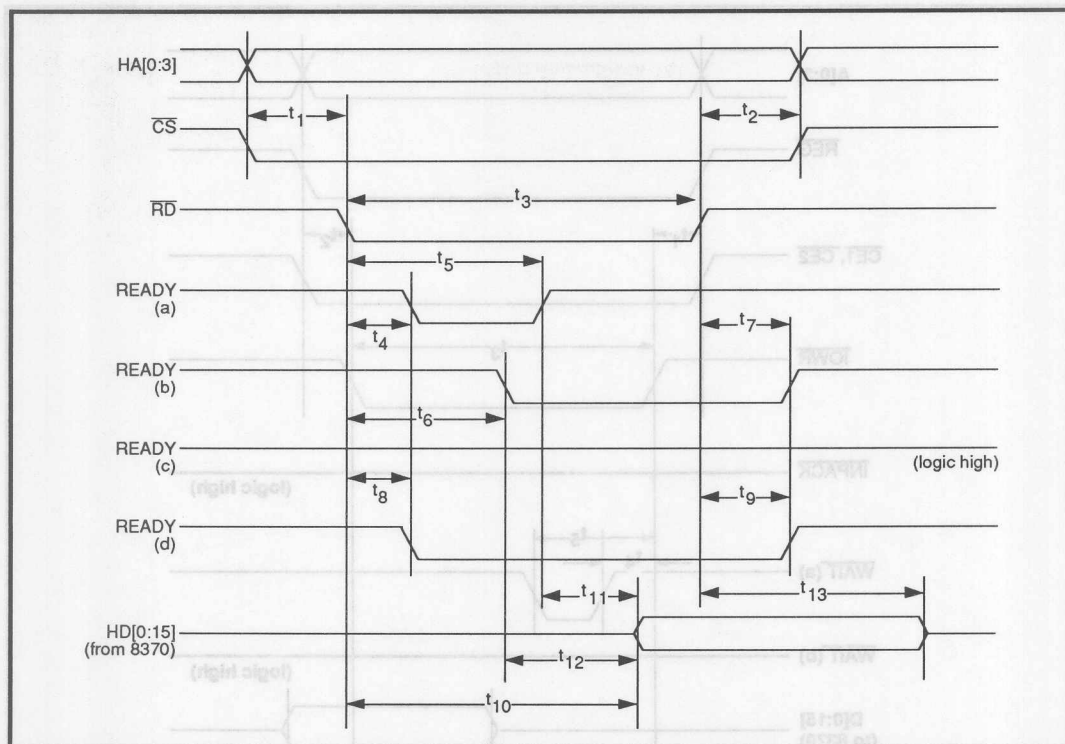 HA[0:3]
t1
t2
CS
t3
RD
t5
READY
(a)
t4
t7
READY
(b)
t6
READY
(c)
(logic high)
t8
t9
READY
(d)
t11
t13
HD[0:15]
(from 8370)
t12
t10